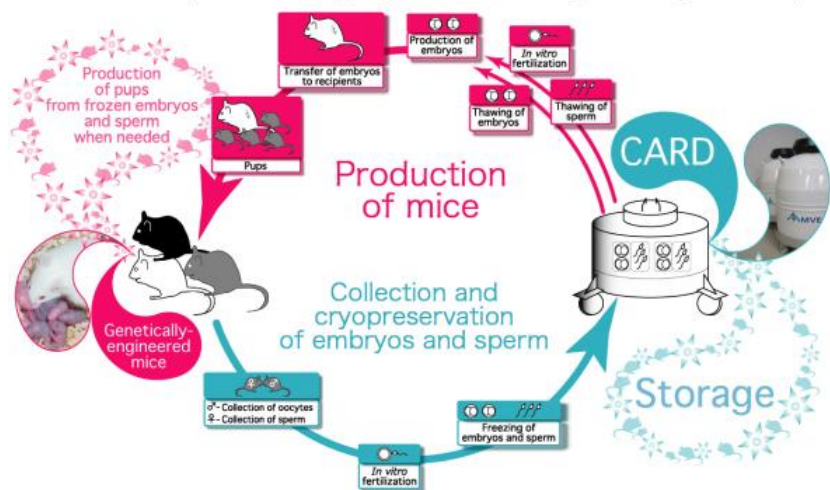 Production of
embryos
In vitro
fertilization
Transfer of embryos
to recipients
Thawing of
embryos
Thawing of
sperm
Production
of pups
from frozen embryos
and sperm
when needed
Pups
Production
of mice
CARD
MVE
Collection and
cryopreservation
of embryos and sperm
Genetically-
engineered
mice
♂- Collection of oocytes
♀- Collection of sperm
In vitro
fertilization
Freezing of
embryos and sperm
Storage